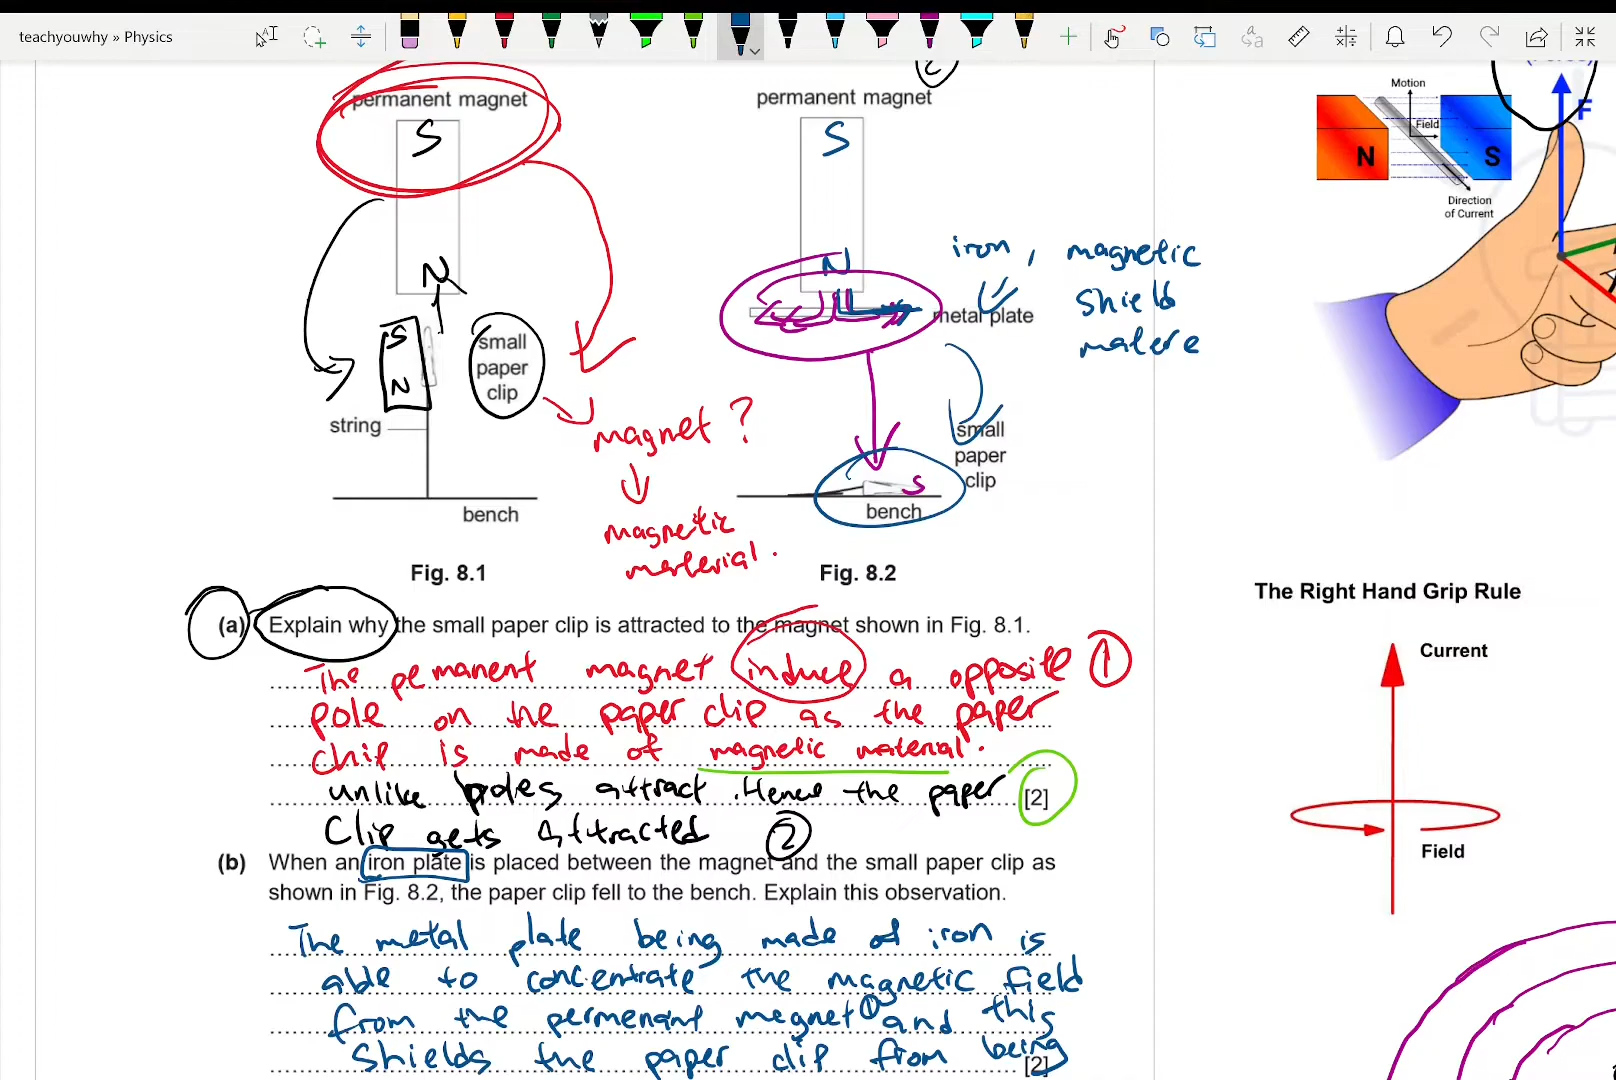 teachyouwhy » Physics
permanent magnet
S
N
S
N
small
paper
clip
string
bench
Fig. 8.1
magnet ?
magnetic
material.
permanent magnet
S
N
iron, magnetic
shield
metal plate
small
paper
clip
S
bench
Fig. 8.2
(a) Explain why the small paper clip is attracted to the magnet shown in Fig. 8.1.
The pemanent magnet induce a opposite ①
pole on the paper clip as the paper
chip is made of magnetic material.
unlike poles attract. Hence the paper [2]
Clip gets attracted ②
(b) When an iron plate is placed between the magnet and the small paper clip as
shown in Fig. 8.2, the paper clip fell to the bench. Explain this observation.
The metal plate being made of iron is
able to concentrate the magnetic field
from the permenant megnet ① and this
shields the paper clip from being
[2]
Motion
Field
N
S
Direction
of Current
F
The Right Hand Grip Rule
Current
Field